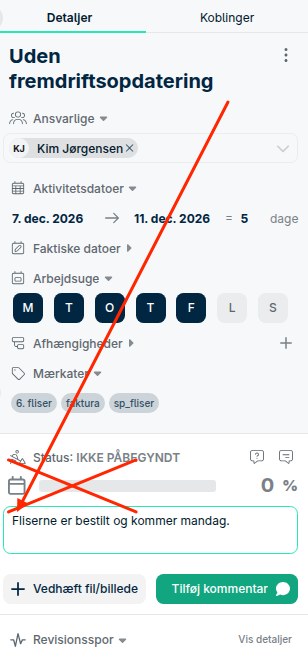 Detaljer
Koblinger
Uden
fremdriftsopdatering
Ansvarlige
KJ Kim Jørgensen
Aktivitetsdatoer
7. dec. 2026 → 11. dec. 2026 = 5 dage
Faktiske datoer
Arbejdsuge
M T O T F L S
Afhængigheder +
Mærkater
6. fliser faktura sp_fliser
Status: IKKE PÅBEGYNDT
0 %
Fliserne er bestilt og kommer mandag.
+ Vedhæft fil/billede
Tilføj kommentar
Revisionsspor
Vis detaljer